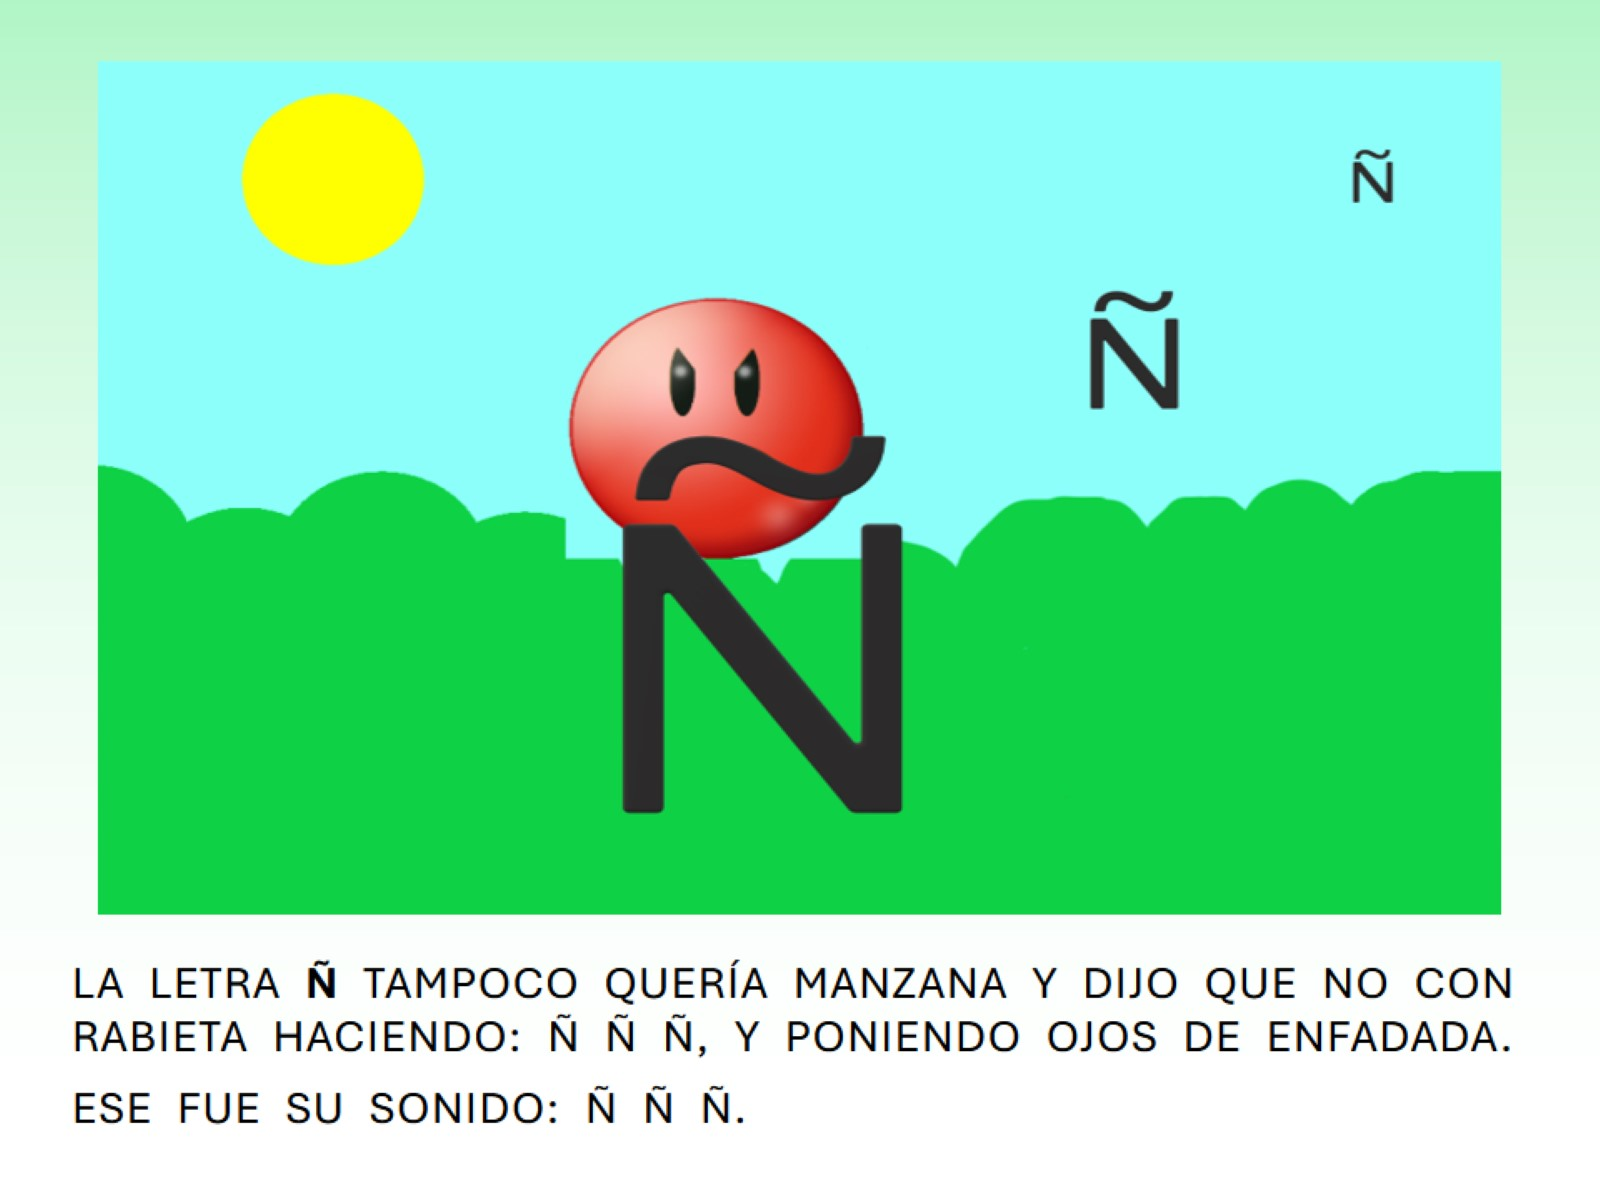 Ñ
Ñ
Ñ
LA LETRA Ñ TAMPOCO QUERÍA MANZANA Y DIJO QUE NO CON
RABIETA HACIENDO: Ñ Ñ Ñ, Y PONIENDO OJOS DE ENFADADA.
ESE FUE SU SONIDO: Ñ Ñ Ñ.